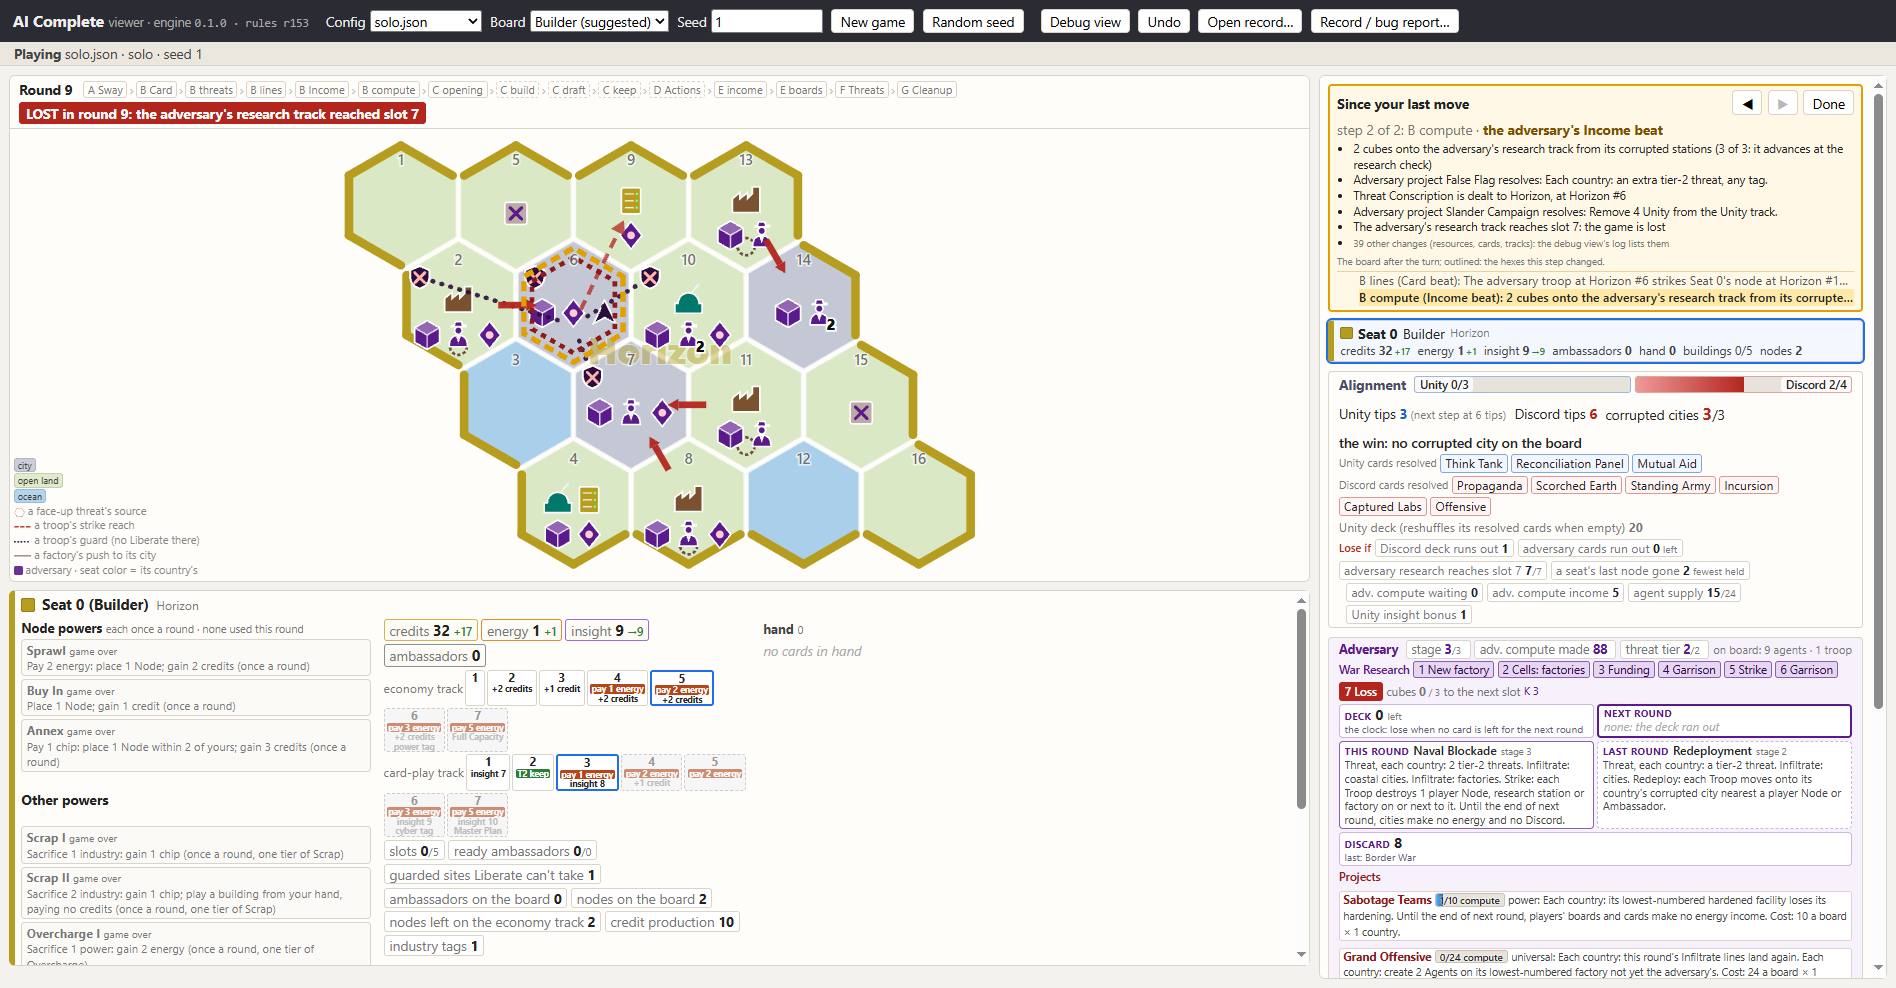 AI Complete viewer · engine 0.1.0 · rules r153 Config solo.json Board Builder (suggested) Seed 1 New game Random seed Debug view Undo Open record... Record / bug report...
Playing solo.json · solo · seed 1
Round 9 A Sway › B Card › B threats › B lines › B Income › B compute › C opening › C build › C draft › C keep › D Actions › E income › E boards › F Threats › G Cleanup
LOST in round 9: the adversary's research track reached slot 7
1 5 9 13
2 6 10 14
2
2
Horizon
3 7 11 15
4 8 12 16
city
open land
ocean
a face-up threat's source
a troop's strike reach
a troop's guard (no Liberate there)
a factory's push to its city
adversary · seat color = its country's
Seat 0 (Builder) Horizon
Node powers each once a round · none used this round
Sprawl game over
Pay 2 energy: place 1 Node; gain 2 credits (once a round)
Buy In game over
Place 1 Node; gain 1 credit (once a round)
Annex game over
Pay 1 chip: place 1 Node within 2 of yours; gain 3 credits (once a
round)
Other powers
Scrap I game over
Sacrifice 1 industry: gain 1 chip (once a round, one tier of Scrap)
Scrap II game over
Sacrifice 2 industry: gain 1 chip; play a building from your hand,
paying no credits (once a round, one tier of Scrap)
Overcharge I game over
Sacrifice 1 power: gain 2 energy (once a round, one tier of
credits 32 +17 energy 1 +1 insight 9 →9
ambassadors 0
economy track 1 2 3 4 5
+2 credits +1 credit pay 1 energy +2 credits pay 2 energy +2 credits
6 7
pay 3 energy pay 5 energy
+2 credits Full Capacity
power tag
card-play track 1 2 3 4 5
insight 7 T2 keep pay 1 energy insight 8 pay 2 energy +1 credit pay 2 energy
6 7
pay 3 energy pay 5 energy
insight 9 insight 10
cyber tag Master Plan
slots 0/5 ready ambassadors 0/0
guarded sites Liberate can't take 1
ambassadors on the board 0 nodes on the board 2
nodes left on the economy track 2 credit production 10
industry tags 1
hand 0
no cards in hand
Since your last move ◀ ▶ Done
step 2 of 2: B compute · the adversary's Income beat
• 2 cubes onto the adversary's research track from its corrupted stations (3 of 3: it advances at the
research check)
• Adversary project False Flag resolves: Each country: an extra tier-2 threat, any tag.
• Threat Conscription is dealt to Horizon, at Horizon #6
• Adversary project Slander Campaign resolves: Remove 4 Unity from the Unity track.
• The adversary's research track reaches slot 7: the game is lost
• 39 other changes (resources, cards, tracks): the debug view's log lists them
The board after the turn; outlined: the hexes this step changed.
B lines (Card beat): The adversary troop at Horizon #6 strikes Seat 0's node at Horizon #1...
B compute (Income beat): 2 cubes onto the adversary's research track from its corrupte...
Seat 0 Builder Horizon
credits 32 +17 energy 1 +1 insight 9 →9 ambassadors 0 hand 0 buildings 0/5 nodes 2
Alignment Unity 0/3 Discord 2/4
Unity tips 3 (next step at 6 tips) Discord tips 6 corrupted cities 3/3
the win: no corrupted city on the board
Unity cards resolved Think Tank Reconciliation Panel Mutual Aid
Discord cards resolved Propaganda Scorched Earth Standing Army Incursion
Captured Labs Offensive
Unity deck (reshuffles its resolved cards when empty) 20
Lose if Discord deck runs out 1 adversary cards run out 0 left
adversary research reaches slot 7 7/7 a seat's last node gone 2 fewest held
adv. compute waiting 0 adv. compute income 5 agent supply 15/24
Unity insight bonus 1
Adversary stage 3/3 adv. compute made 88 threat tier 2/2 on board: 9 agents · 1 troop
War Research 1 New factory 2 Cells: factories 3 Funding 4 Garrison 5 Strike 6 Garrison
7 Loss cubes 0 / 3 to the next slot K 3
DECK 0 left
the clock: lose when no card is left for the next round
NEXT ROUND
none: the deck ran out
THIS ROUND Naval Blockade stage 3
Threat, each country: 2 tier-2 threats. Infiltrate:
coastal cities. Infiltrate: factories. Strike: each
Troop destroys 1 player Node, research station or
factory on or next to it. Until the end of next
round, cities make no energy and no Discord.
LAST ROUND Redeployment stage 2
Threat, each country: a tier-2 threat. Infiltrate:
cities. Redeploy: each Troop moves onto its
country's corrupted city nearest a player Node or
Ambassador.
DISCARD 8
last: Border War
Projects
Sabotage Teams 1/10 compute power: Each country: its lowest-numbered hardened facility loses its
hardening. Until the end of next round, players' boards and cards make no energy income. Cost: 10 a board
× 1 country.
Grand Offensive 0/24 compute universal: Each country: this round's Infiltrate lines land again. Each
country: create 2 Agents on its lowest-numbered factory not yet the adversary's. Cost: 24 a board × 1